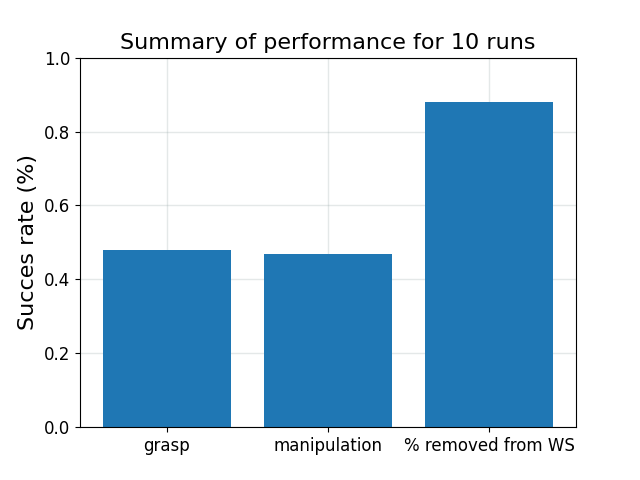 Summary of performance for 10 runs
Succes rate (%)
1.0
0.8
0.6
0.4
0.2
0.0
grasp
manipulation
% removed from WS